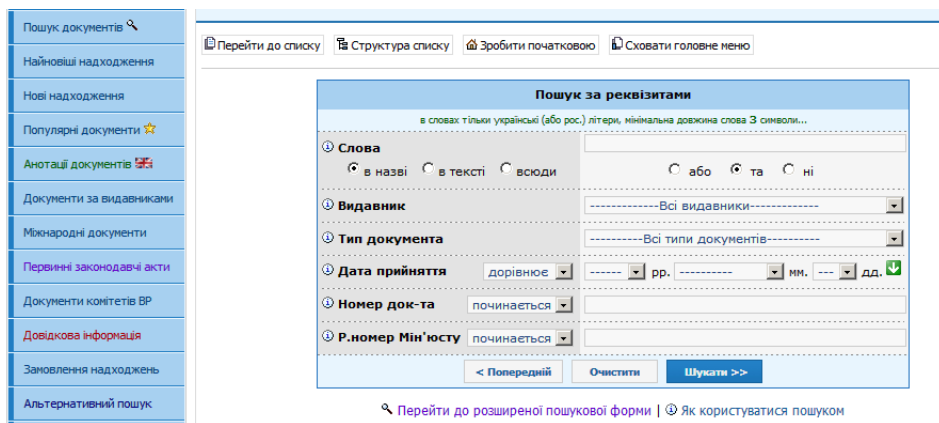 Пошук документів
Найновіші надходження
Нові надходження
Популярні документи
Анотації документів
Документи за видавниками
Міжнародні документи
Первинні законодавчі акти
Документи комітетів ВР
Довідкова інформація
Замовлення надходжень
Альтернативний пошук
Перейти до списку Структура списку Зробити початковою Сховати головне меню
Пошук за реквізитами
в словах тільки українські (або рос.) літери, мінімальна довжина слова 3 символи...
Слова
в назві в тексті всюди або та ні
Видавник -------------Всі видавники-------------
Тип документа ----------Всі типи документів----------
Дата прийняття дорівнює ------ рр. ---------- мм. --- дд.
Номер док-та починається
Р.номер Мін'юсту починається
< Попередній Очистити Шукати >>
Перейти до розширеної пошукової форми | Як користуватися пошуком